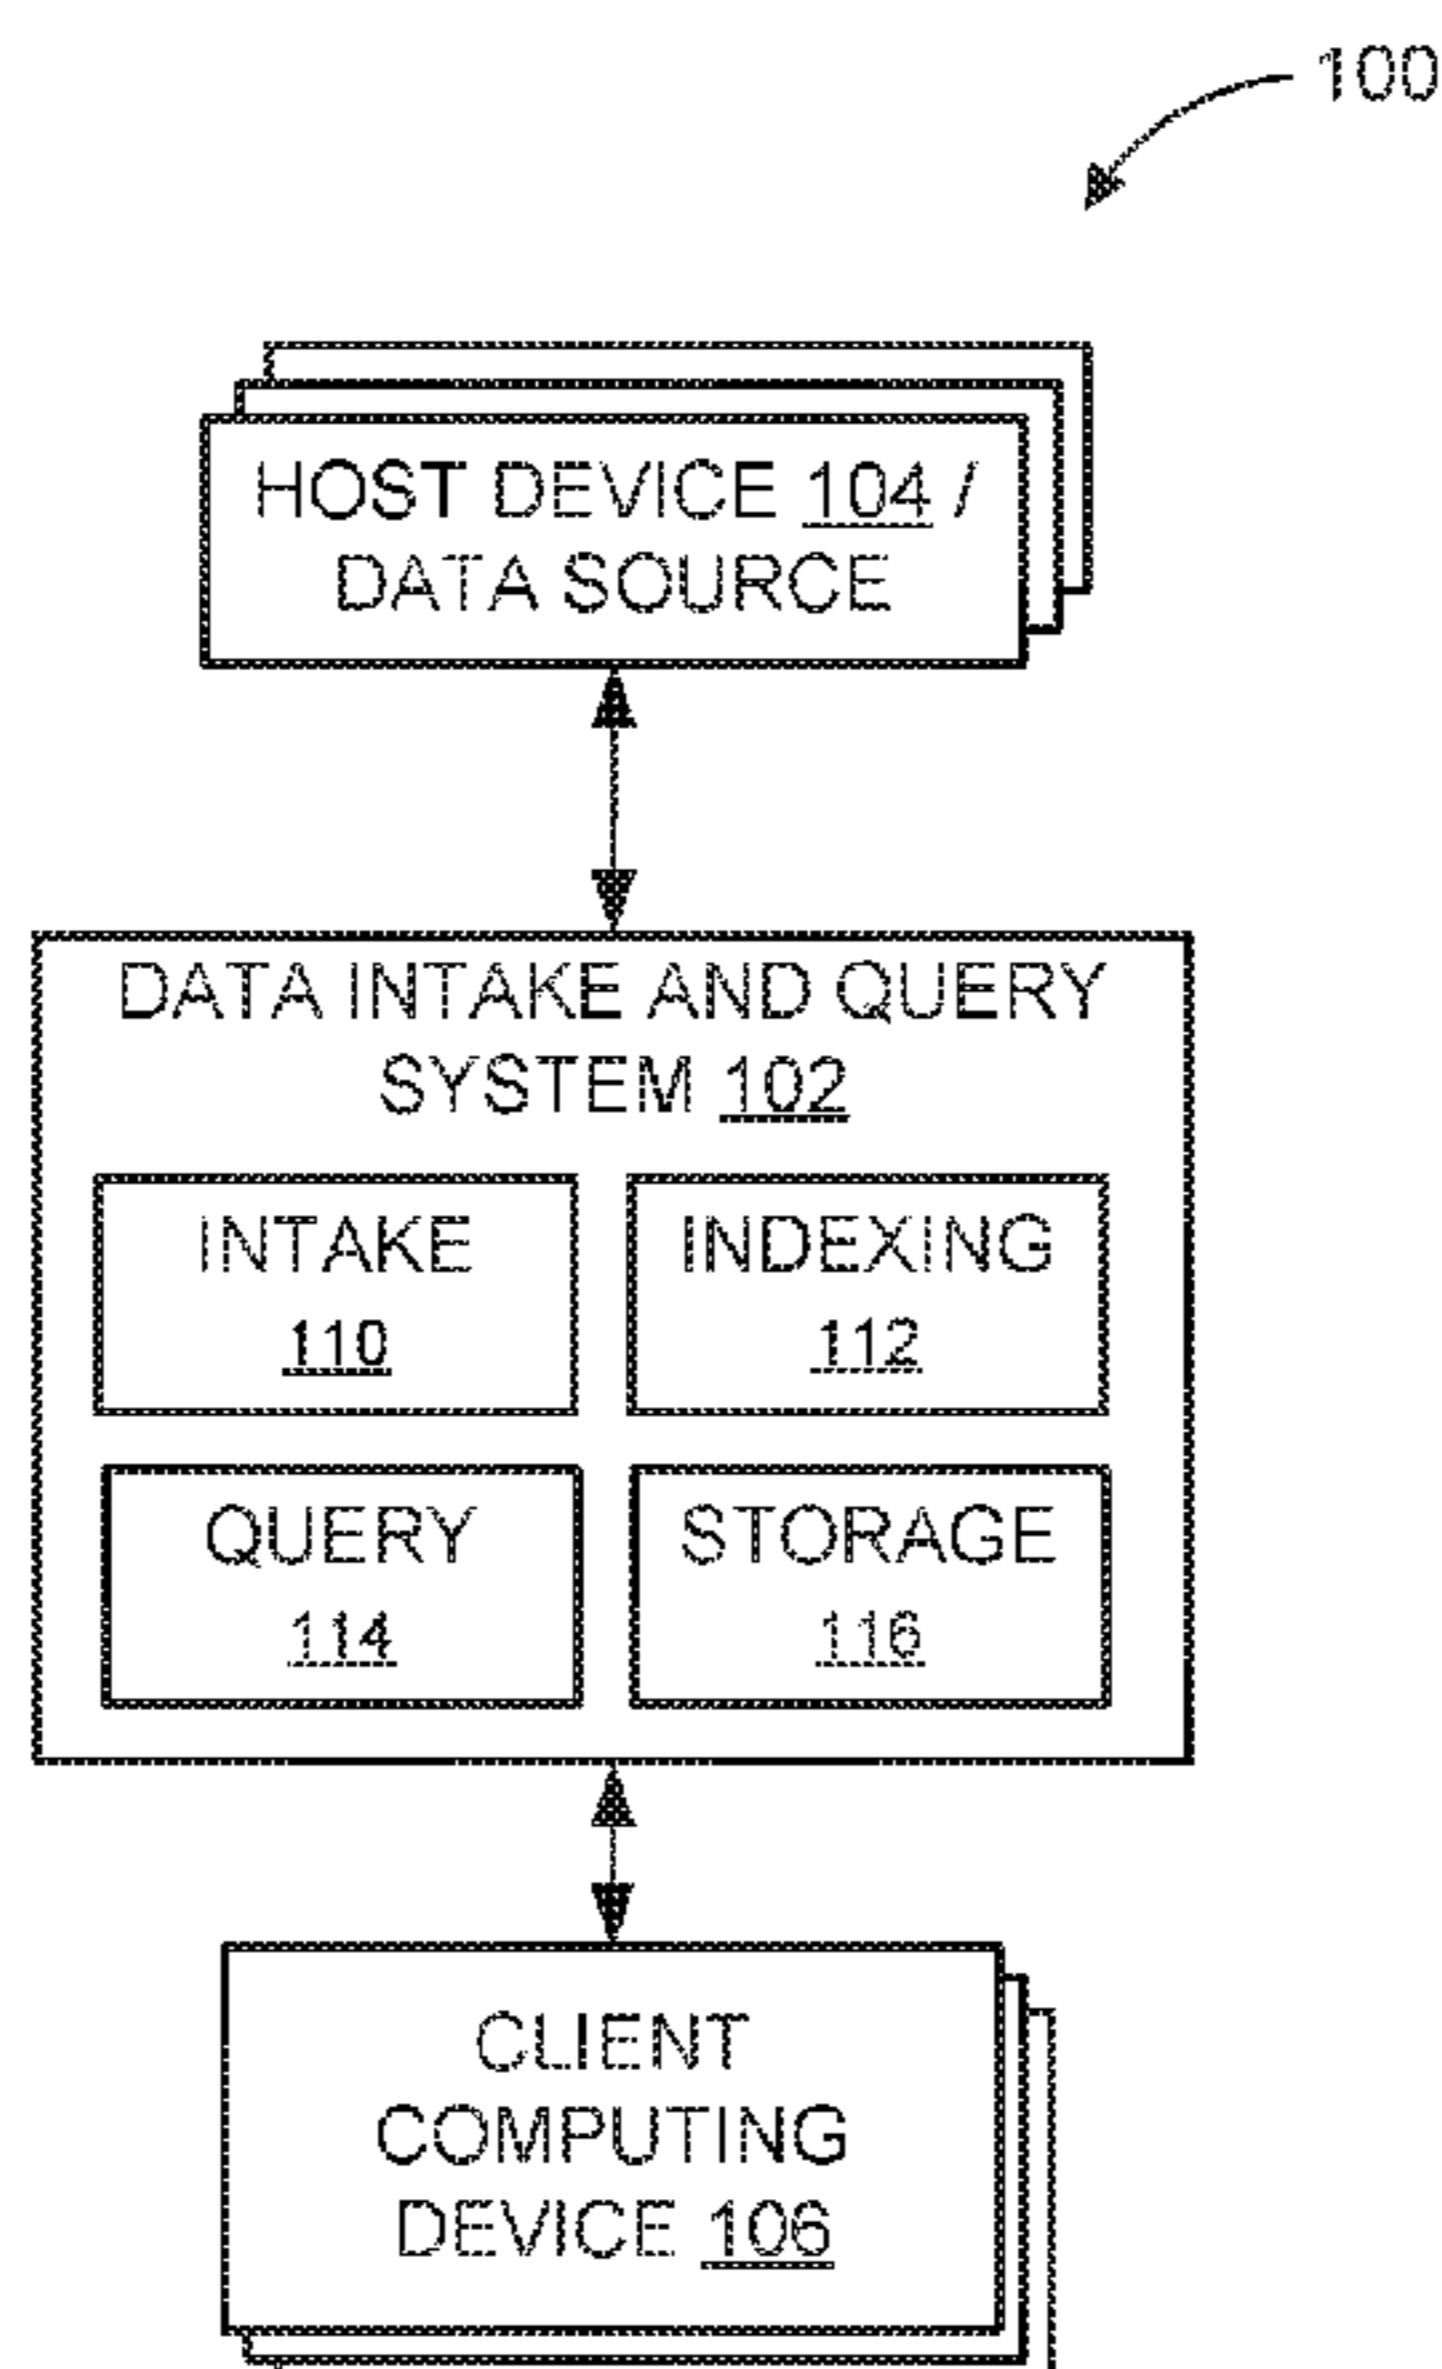 100
HOST DEVICE 104 /
DATA SOURCE
DATA INTAKE AND QUERY
SYSTEM 102
INTAKE
110
INDEXING
112
QUERY
114
STORAGE
116
CLIENT
COMPUTING
DEVICE 106